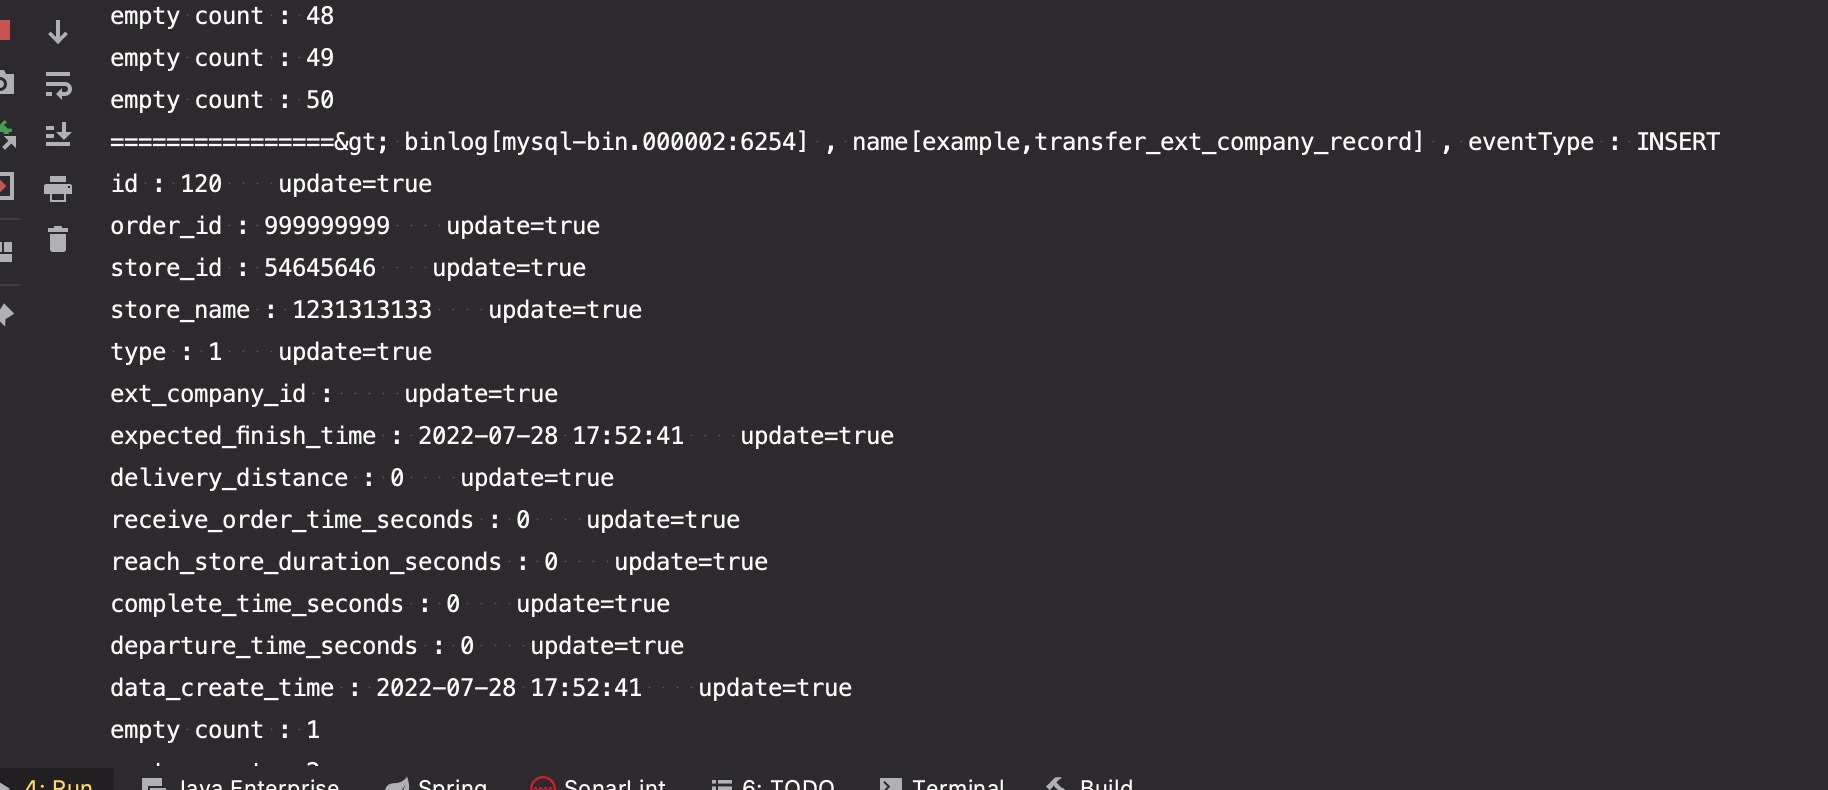 empty count : 48
empty count : 49
empty count : 50
================&gt; binlog[mysql-bin.000002:6254] , name[example,transfer_ext_company_record] , eventType : INSERT
id : 120    update=true
order_id : 999999999    update=true
store_id : 54645646    update=true
store_name : 1231313133    update=true
type : 1    update=true
ext_company_id :     update=true
expected_finish_time : 2022-07-28 17:52:41    update=true
delivery_distance : 0    update=true
receive_order_time_seconds : 0    update=true
reach_store_duration_seconds : 0    update=true
complete_time_seconds : 0    update=true
departure_time_seconds : 0    update=true
data_create_time : 2022-07-28 17:52:41    update=true
empty count : 1
4: Run Java Enterprise Spring SonarLint 6: TODO Terminal Build